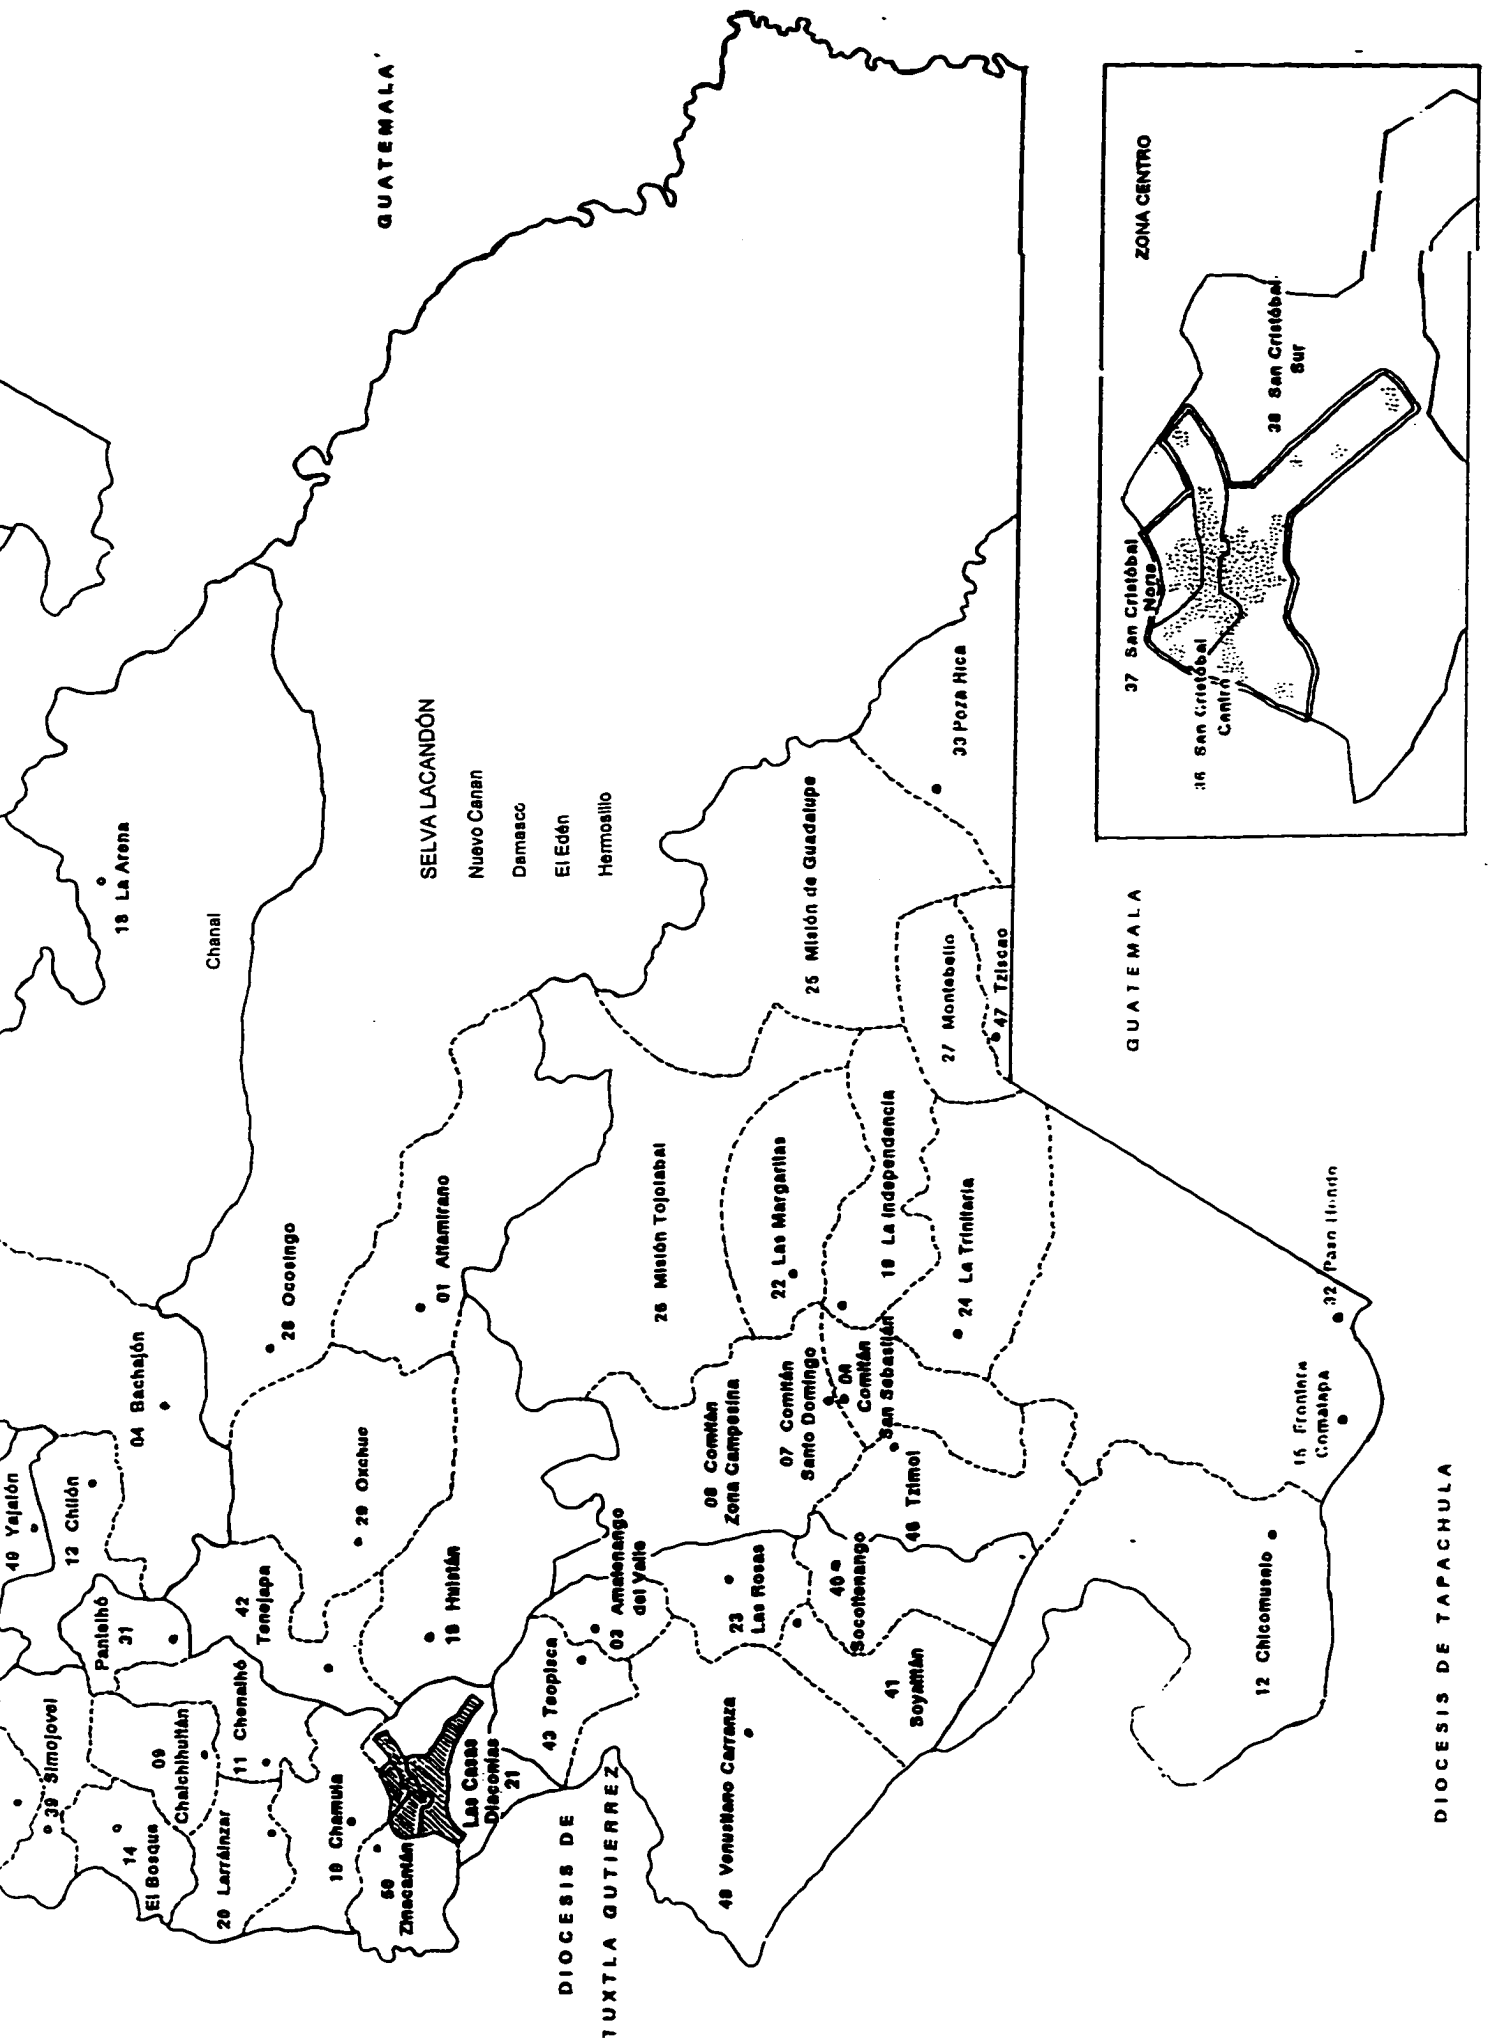 GUATEMALA
18 La Arena
Chanal
SELVA LACANDÓN
Nuevo Canan
Damasco
El Edén
Hermosillo
49 Yajalón
13 Chilón
04 Bachajón
28 Ocosingo
01 Altamirano
29 Oxchuc
Pantelhó
31
42
Tenejapa
Huistán
39 Simojovel
14
El Bosque
09
Chalchihuitán
11 Chenalhó
20 Larráinzar
Chamula
50
Zinacantán
Las Casas
Diaconías
21
43 Teopisca
03 Amatenango
del Valle
26 Misión Tojolabal
25 Misión de Guadalupe
33 Poza Rica
27 Montebello
47 Tziscao
22 Las Margaritas
19 La Independencia
24 La Trinitaria
08 Comitán
Zona Campesina
07 Comitán
Santo Domingo
Comitán
San Sebastián
46 Tzimol
23
Las Rosas
40
Socoltenango
41
Soyatitán
48 Venustiano Carranza
12 Chicomuselo
15 Frontera
Comalapa
32 Paso Hondo
DIOCESIS DE
TUXTLA GUTIERREZ
DIOCESIS DE TAPACHULA
GUATEMALA
ZONA CENTRO
37 San Cristóbal
Norte
36 San Cristóbal
Centro
38 San Cristóbal
Sur